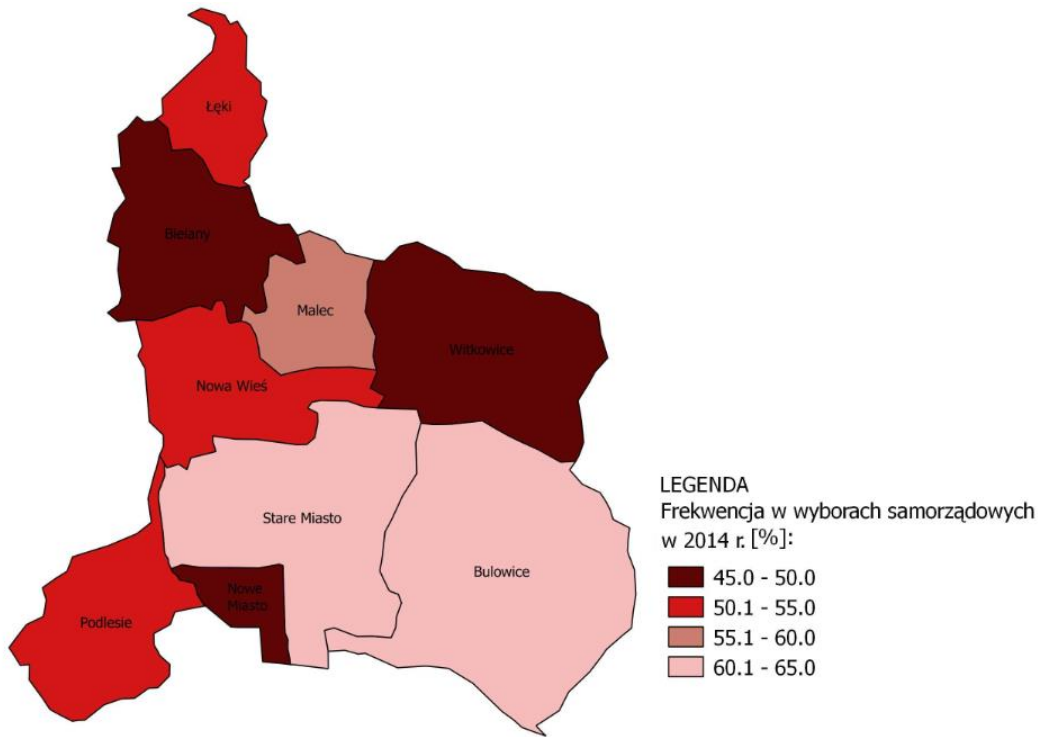 Łęki
Bielany
Malec
Witkowice
Nowa Wieś
Stare Miasto
Bulowice
Nowe
Miasto
Podlesie
LEGENDA
Frekwencja w wyborach samorządowych
w 2014 r. [%]:
45.0 - 50.0
50.1 - 55.0
55.1 - 60.0
60.1 - 65.0